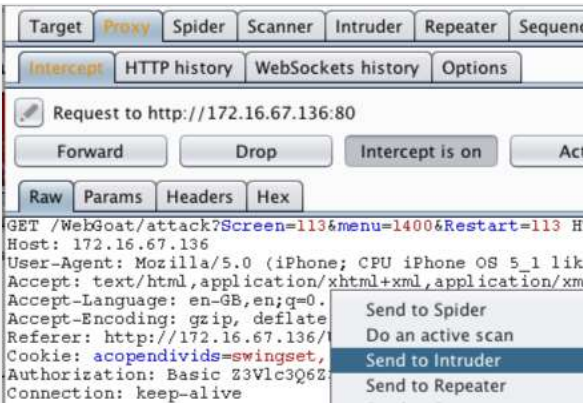 Target Proxy Spider Scanner Intruder Repeater Sequenc
Intercept HTTP history WebSockets history Options
Request to http://172.16.67.136:80
Forward Drop Intercept is on Act
Raw Params Headers Hex
GET /WebGoat/attack?Screen=113&menu=1400&Restart=113 H
Host: 172.16.67.136
User-Agent: Mozilla/5.0 (iPhone; CPU iPhone OS 5_1 lik
Accept: text/html,application/xhtml+xml,application/xm
Accept-Language: en-GB,en;q=0.
Accept-Encoding: gzip, deflate
Referer: http://172.16.67.136/
Cookie: acopendivids=swingset,
Authorization: Basic Z3Vlc3Q6Z
Connection: keep-alive
Send to Spider
Do an active scan
Send to Intruder
Send to Repeater